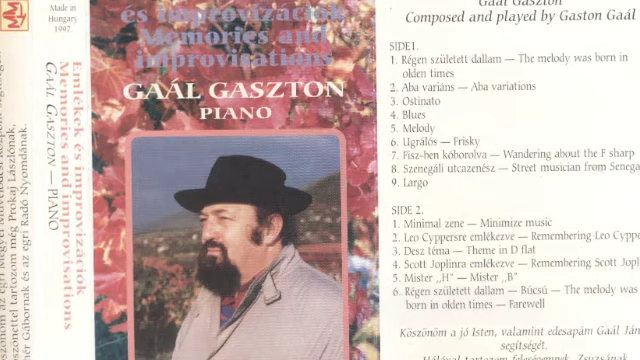 Made in
Hungary
1997.
Emlékek és improvizációk
Memories and improvisations
GAÁL GASZTON — PIANO
és improvizációk
Memories and
improvisations
GAÁL GASZTON
PIANO
Gaál Gaszton
Composed and played by Gaston Gaál
SIDE1.
1. Régen született dallam — The melody was born in
olden times
2. Aba variáns — Aba variations
3. Ostinato
4. Blues
5. Melody
6. Ugrálós — Frisky
7. Fisz-ben kóborolva — Wandering about the F sharp
8. Szenegáli utcazenész — Street musician from Senega
9. Largo
SIDE 2.
1. Minimal zene — Minimize music
2. Leo Cyppersre emlékezve — Remembering Leo Cyppe
3. Desz téma — Theme in D flat
4. Scott Joplinra emlékezve — Remembering Scott Jopl
5. Mister „H" — Mister „B"
6. Régen született dallam — Búcsú — The melody was
born in olden times — Farewell
Köszönöm a jó Isten, valamint édesapám Gaál Ján
segítségét.